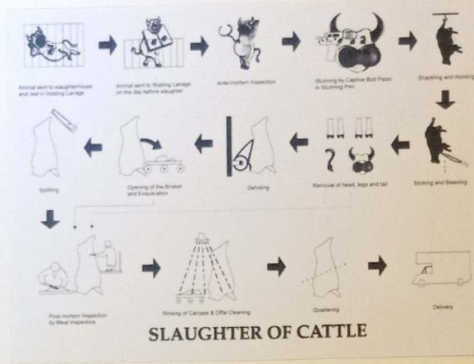 Animal sent to slaughterhouse
and rest in Holding Lairage
Animal sent to Waiting Lairage
on the day before slaughter
Ante-mortem Inspection
Stunning by Captive Bolt Pistol
in Stunning Pen
Shackling and Hoisting
Splitting
Opening of the Brisket
and Evisceration
Dehiding
Removal of head, legs and tail
Sticking and Bleeding
Post-mortem Inspection
by Meat Inspectors
Rinsing of Carcass & Offal Cleaning
Quartering
Delivery
SLAUGHTER OF CATTLE